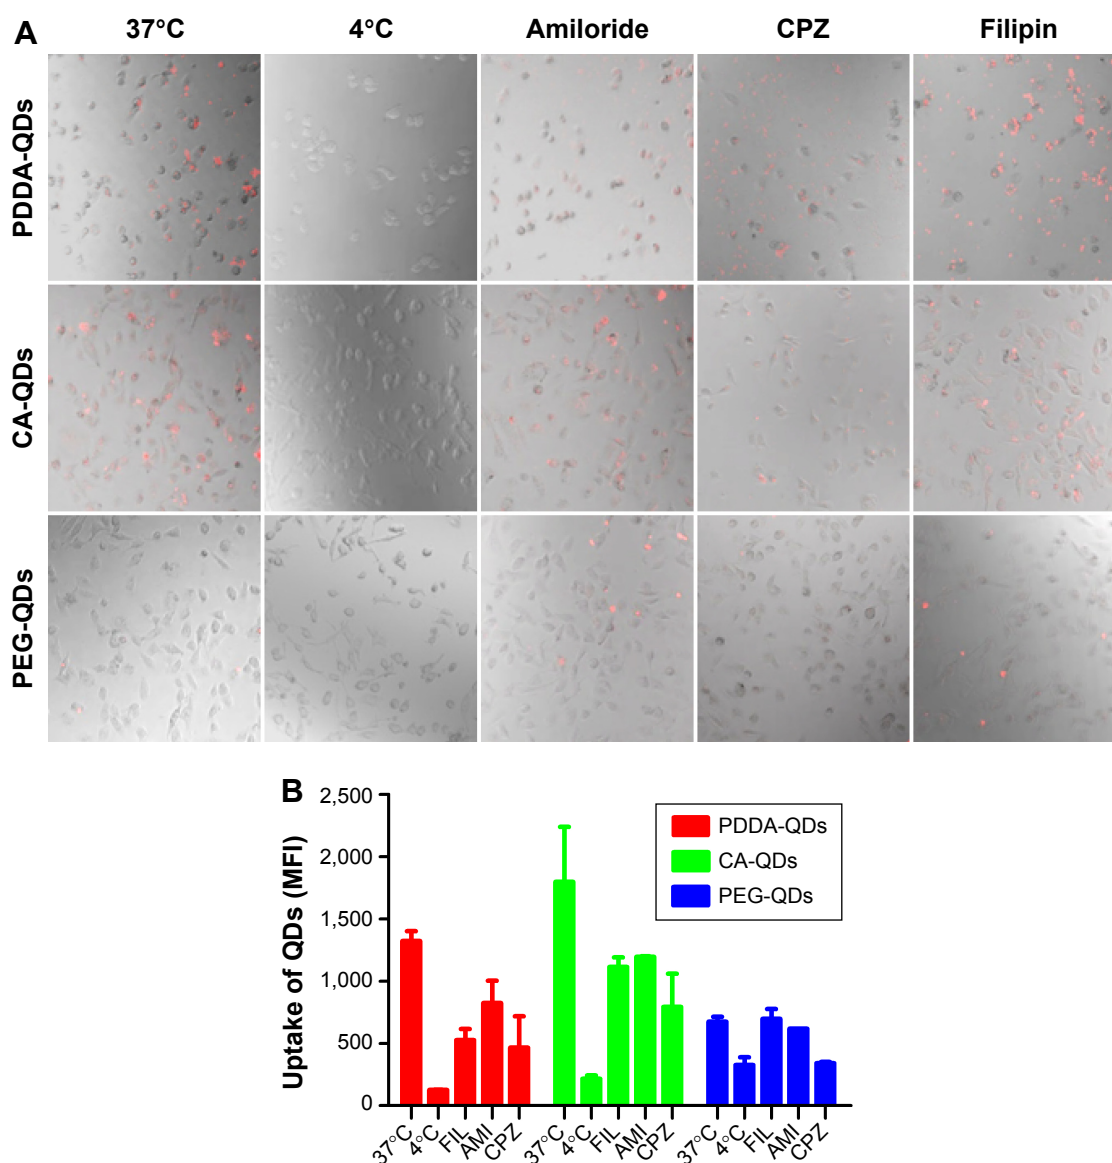 A
37°C
4°C
Amiloride
CPZ
Filipin
PDDA-QDs
CA-QDs
PEG-QDs
B
Uptake of QDs (MFI)
2,500
2,000
1,500
1,000
500
0
PDDA-QDs
CA-QDs
PEG-QDs
37°C
4°C
FIL
AMI
CPZ
37°C
4°C
FIL
AMI
CPZ
37°C
4°C
FIL
AMI
CPZ